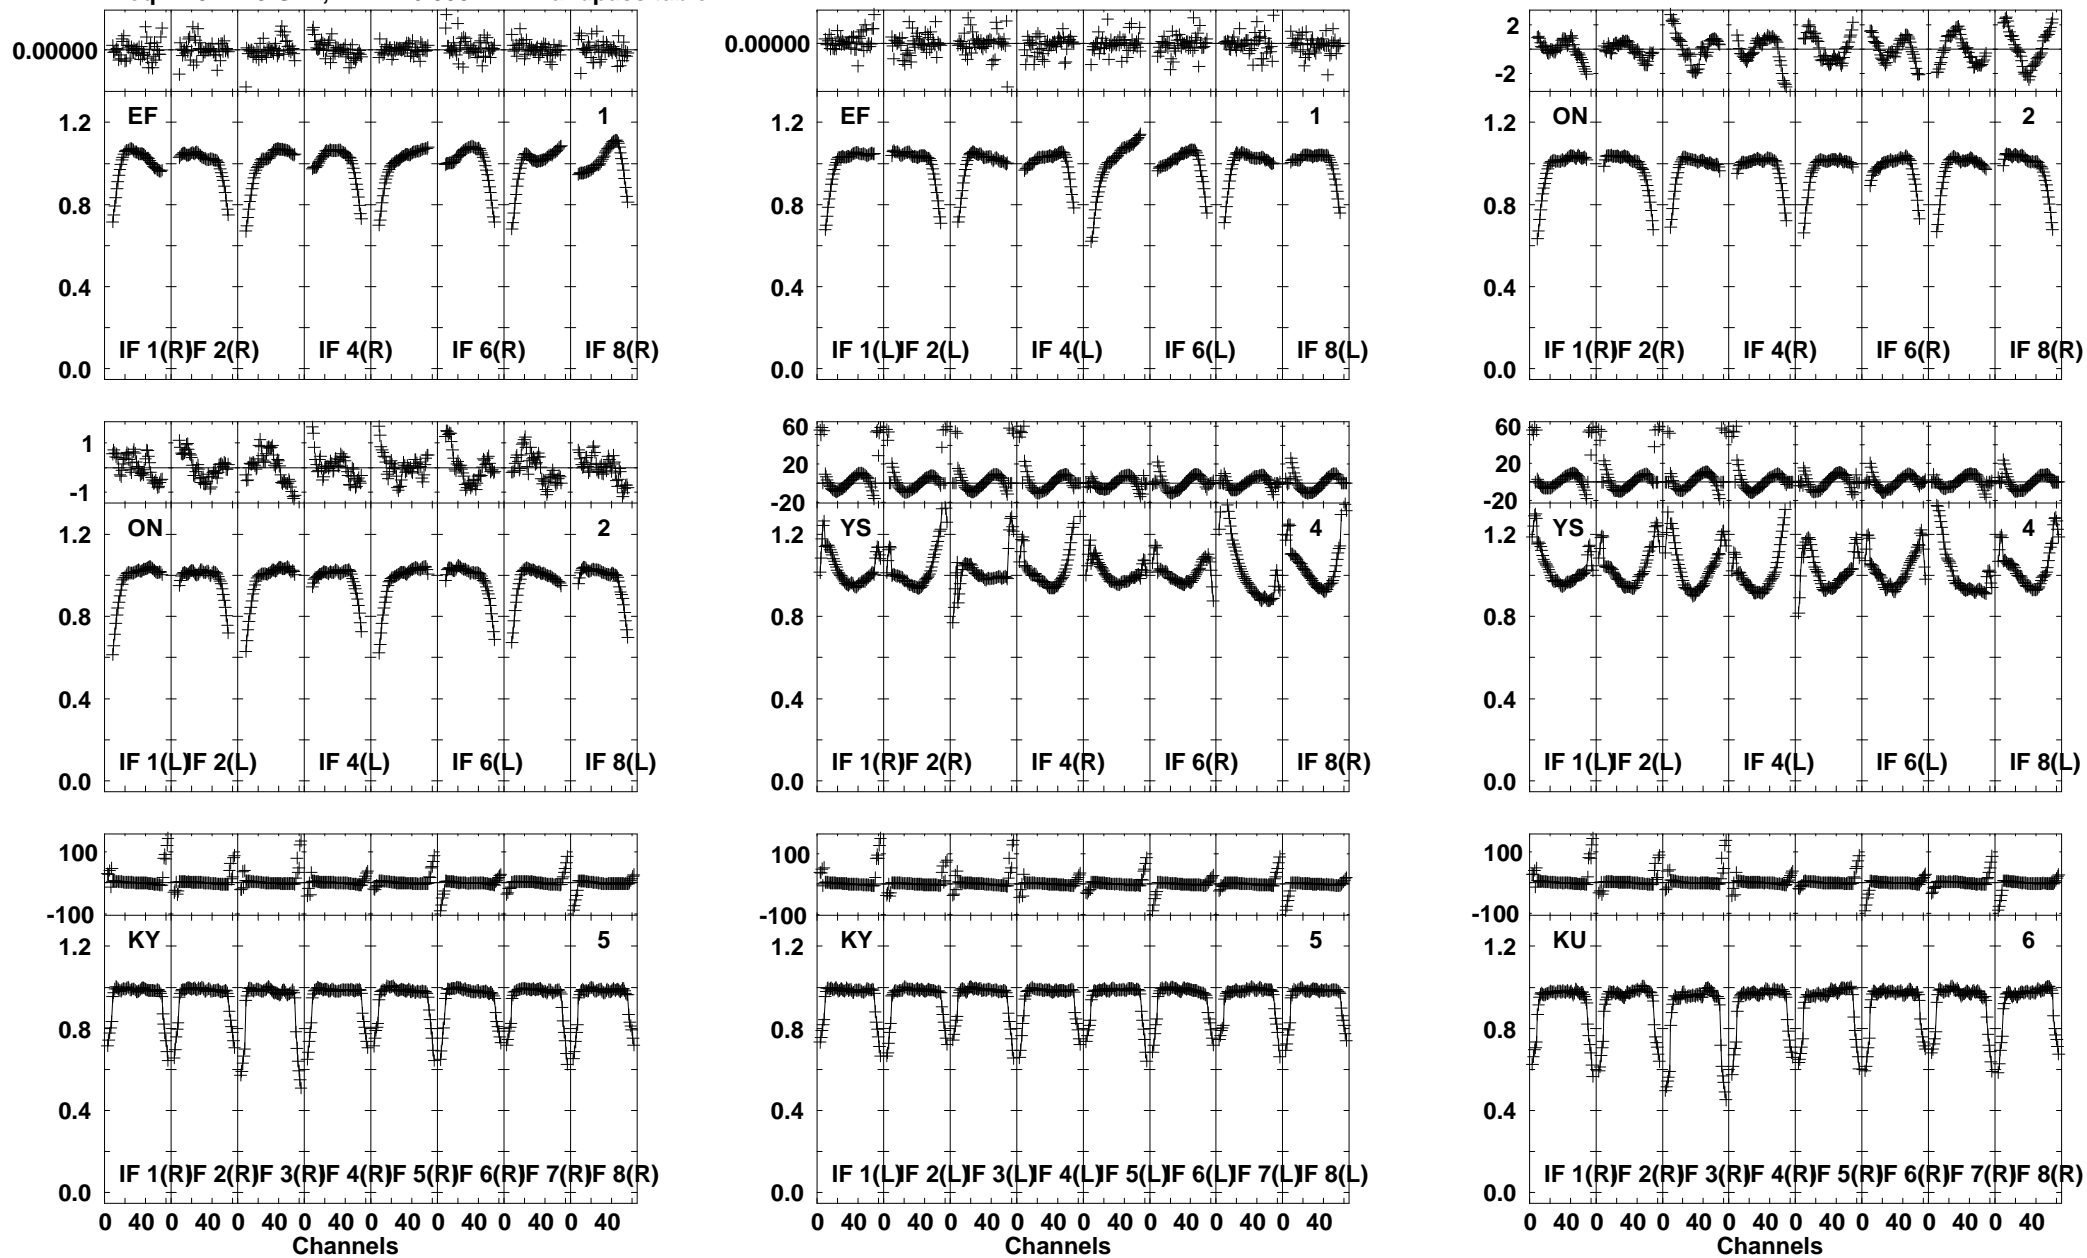 0.00000
1.2
0.8
0.4
0.0
EF 1
IF 1(R) IF 2(R) IF 4(R) IF 6(R) IF 8(R)
0.00000
1.2
0.8
0.4
0.0
EF 1
IF 1(L) IF 2(L) IF 4(L) IF 6(L) IF 8(L)
2
-2
1.2
0.8
0.4
0.0
ON 2
IF 1(R) IF 2(R) IF 4(R) IF 6(R) IF 8(R)
1
-1
1.2
0.8
0.4
0.0
ON 2
IF 1(L) IF 2(L) IF 4(L) IF 6(L) IF 8(L)
60
20
-20
1.2
0.8
0.4
0.0
YS 4
IF 1(R) IF 2(R) IF 4(R) IF 6(R) IF 8(R)
60
20
-20
1.2
0.8
0.4
0.0
YS 4
IF 1(L) IF 2(L) IF 4(L) IF 6(L) IF 8(L)
100
-100
1.2
0.8
0.4
0.0
KY 5
IF 1(R) IF 2(R) IF 3(R) IF 4(R) IF 5(R) IF 6(R) IF 7(R) IF 8(R)
0 40 0 40 0 40 0 40 0 40 0 40 0 40 0 40
Channels
100
-100
1.2
0.8
0.4
0.0
KY 5
IF 1(L) IF 2(L) IF 3(L) IF 4(L) IF 5(L) IF 6(L) IF 7(L) IF 8(L)
0 40 0 40 0 40 0 40 0 40 0 40 0 40 0 40
Channels
100
-100
1.2
0.8
0.4
0.0
KU 6
IF 1(R) IF 2(R) IF 3(R) IF 4(R) IF 5(R) IF 6(R) IF 7(R) IF 8(R)
0 40 0 40 0 40 0 40 0 40 0 40 0 40 0 40
Channels